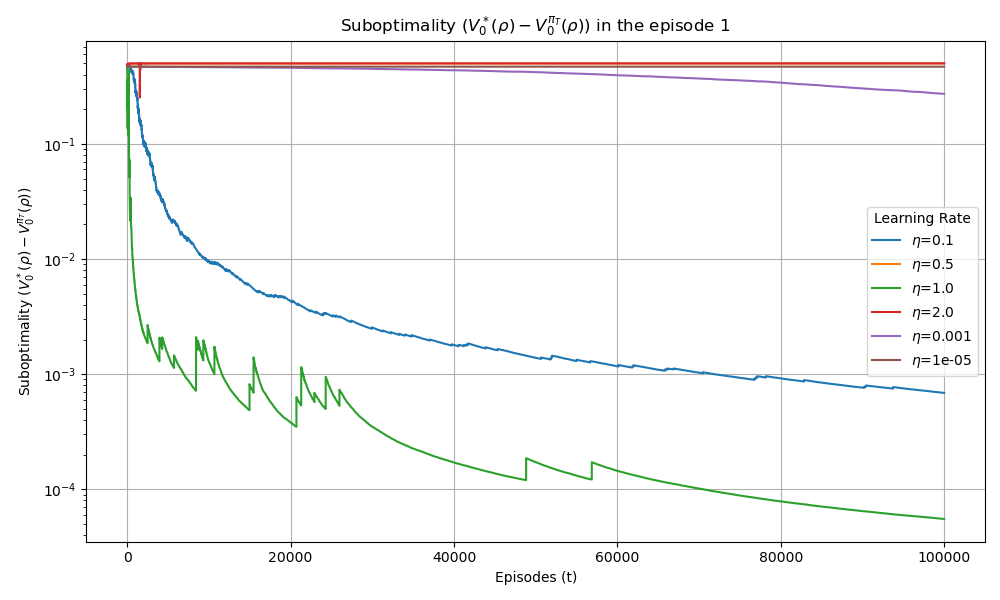 Suboptimality ($V_0^*(\rho) - V_0^{\pi_T}(\rho)$) in the episode 1
Suboptimality ($V_0^*(\rho) - V_0^{\pi_T}(\rho)$)
10⁻¹
10⁻²
10⁻³
10⁻⁴
Learning Rate
η=0.1
η=0.5
η=1.0
η=2.0
η=0.001
η=1e-05
0 20000 40000 60000 80000 100000
Episodes (t)